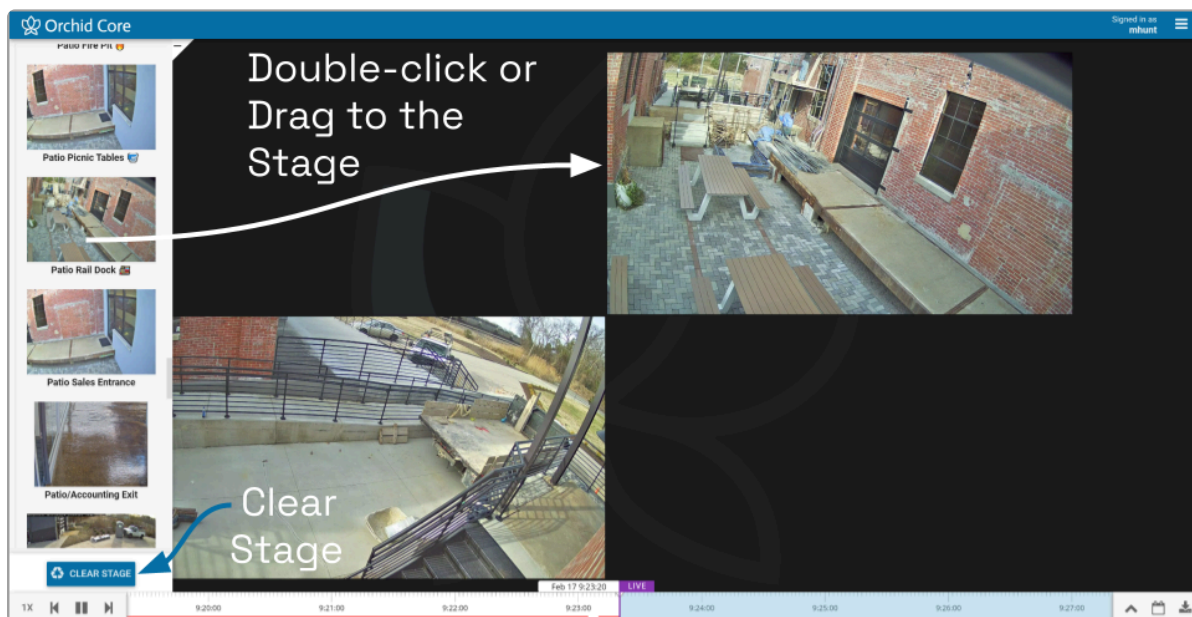 Orchid Core
Signed in as
mhunt
Patio Fire Pit
Patio Picnic Tables
Patio Rail Dock
Patio Sales Entrance
Patio/Accounting Exit
Double-click or
Drag to the
Stage
Clear
Stage
CLEAR STAGE
Feb 17 9:23:20
LIVE
1X
9:20:00
9:21:00
9:22:00
9:23:00
9:24:00
9:25:00
9:26:00
9:27:00